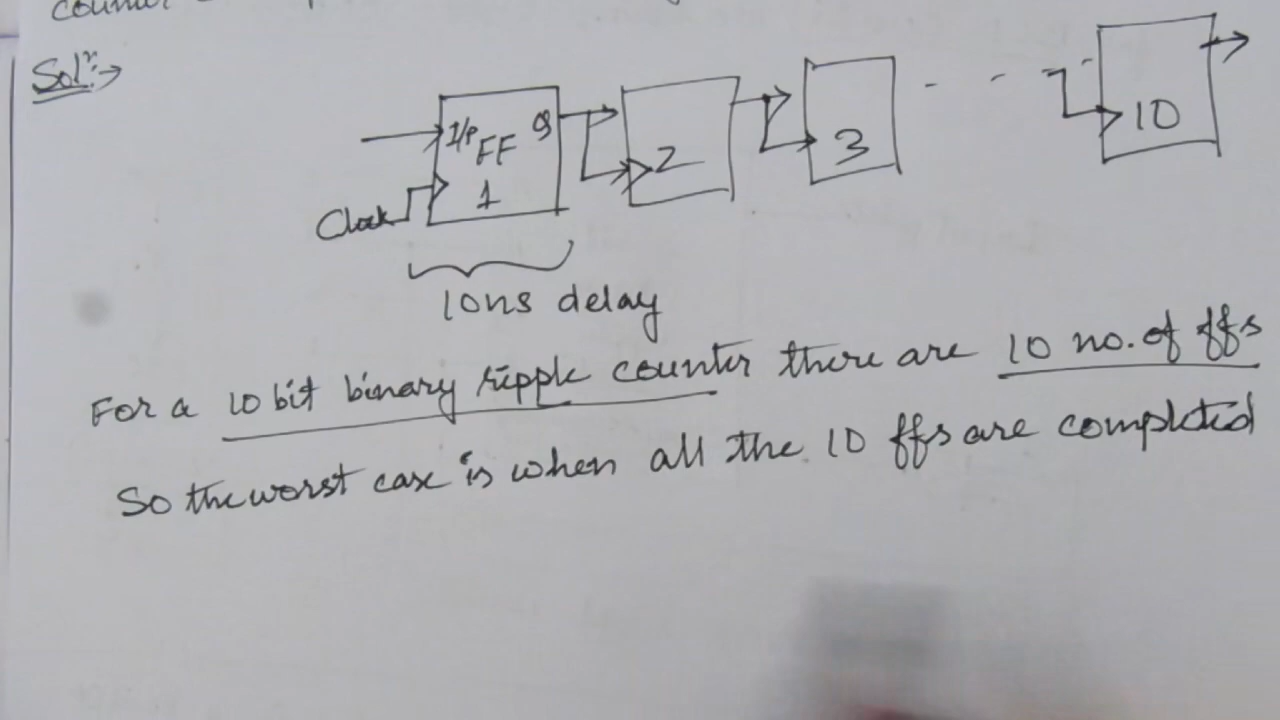 counter
Solⁿ:→
I/P FF Q
1
2
3
10
Clock
10ns delay
For a 10 bit binary ripple counter there are 10 no. of ffs
So the worst case is when all the 10 ffs are completed